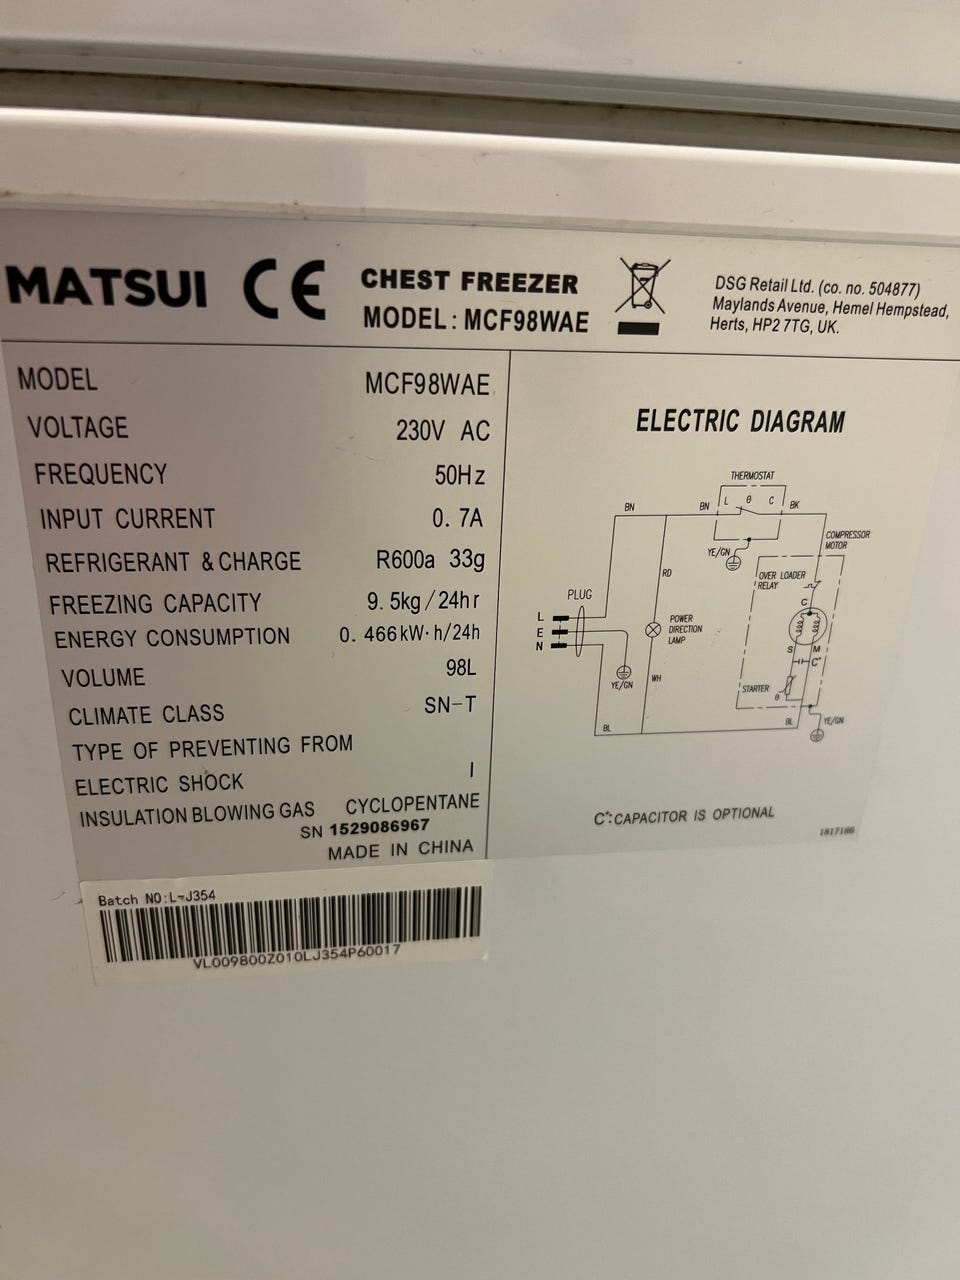 MATSUI CE CHEST FREEZER
MODEL: MCF98WAE
DSG Retail Ltd. (co. no. 504877)
Maylands Avenue, Hemel Hempstead,
Herts, HP2 7TG, UK.
MODEL MCF98WAE
VOLTAGE 230V AC
FREQUENCY 50Hz
INPUT CURRENT 0.7A
REFRIGERANT & CHARGE R600a 33g
FREEZING CAPACITY 9.5kg/24hr
ENERGY CONSUMPTION 0.466kW·h/24h
VOLUME 98L
CLIMATE CLASS SN-T
TYPE OF PREVENTING FROM
ELECTRIC SHOCK I
INSULATION BLOWING GAS CYCLOPENTANE
SN 1529086967
MADE IN CHINA
ELECTRIC DIAGRAM
THERMOSTAT
BN BN L θ C BK
COMPRESSOR
MOTOR
YE/GN
RD
OVER LOADER
RELAY
PLUG
C
L
E
N
POWER
DIRECTION
LAMP
S M
C*
YE/GN
WH
STARTER
θ
BL
BL YE/GN
C*:CAPACITOR IS OPTIONAL
1817186
Batch NO:L-J354
VL009800Z010LJ354P60017